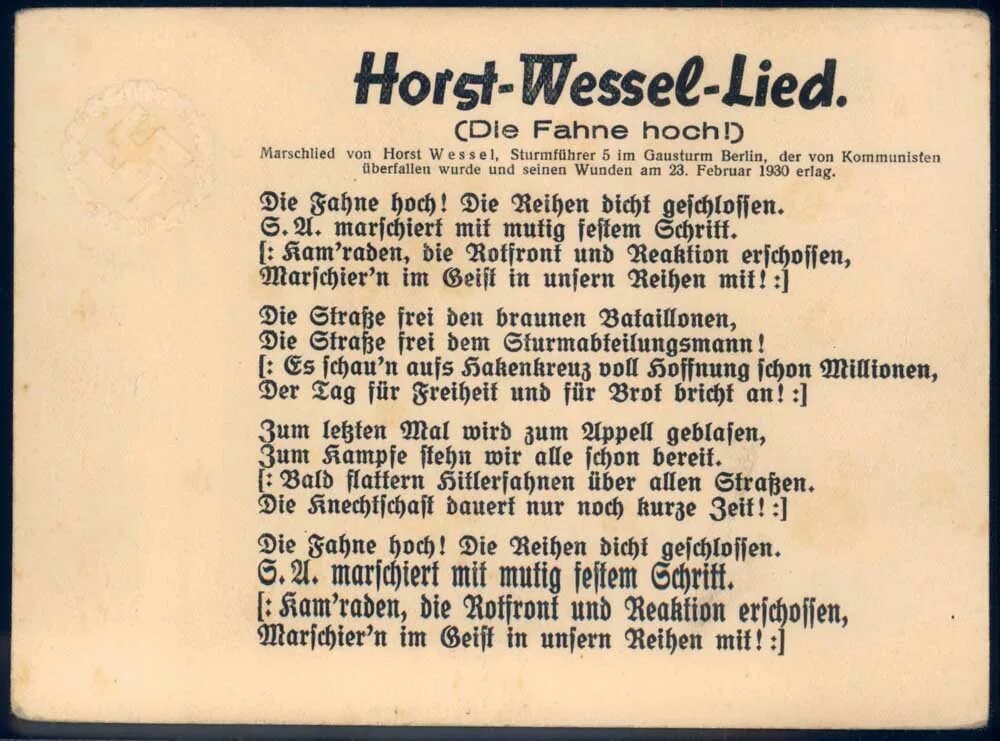 Horst-Wessel-Lied.
(Die Fahne hoch!)
Marschlied von Horst Wessel, Sturmführer 5 im Gausturm Berlin, der von Kommunisten
überfallen wurde und seinen Wunden am 23. Februar 1930 erlag.
Die Fahne hoch! Die Reihen dicht geschlossen.
S. A. marschiert mit mutig festem Schritt.
[: Kam'raden, die Rotfront und Reaktion erschossen,
Marschier'n im Geist in unsern Reihen mit! :]
Die Straße frei den braunen Bataillonen,
Die Straße frei dem Sturmabteilungsmann!
[: Es schau'n aufs Hakenkreuz voll Hoffnung schon Millionen,
Der Tag für Freiheit und für Brot bricht an! :]
Zum letzten Mal wird zum Appell geblasen,
Zum Kampfe stehn wir alle schon bereit.
[: Bald flattern Hitlerfahnen über allen Straßen.
Die Knechtschaft dauert nur noch kurze Zeit! :]
Die Fahne hoch! Die Reihen dicht geschlossen.
S. A. marschiert mit mutig festem Schritt.
[: Kam'raden, die Rotfront und Reaktion erschossen,
Marschier'n im Geist in unsern Reihen mit! :]